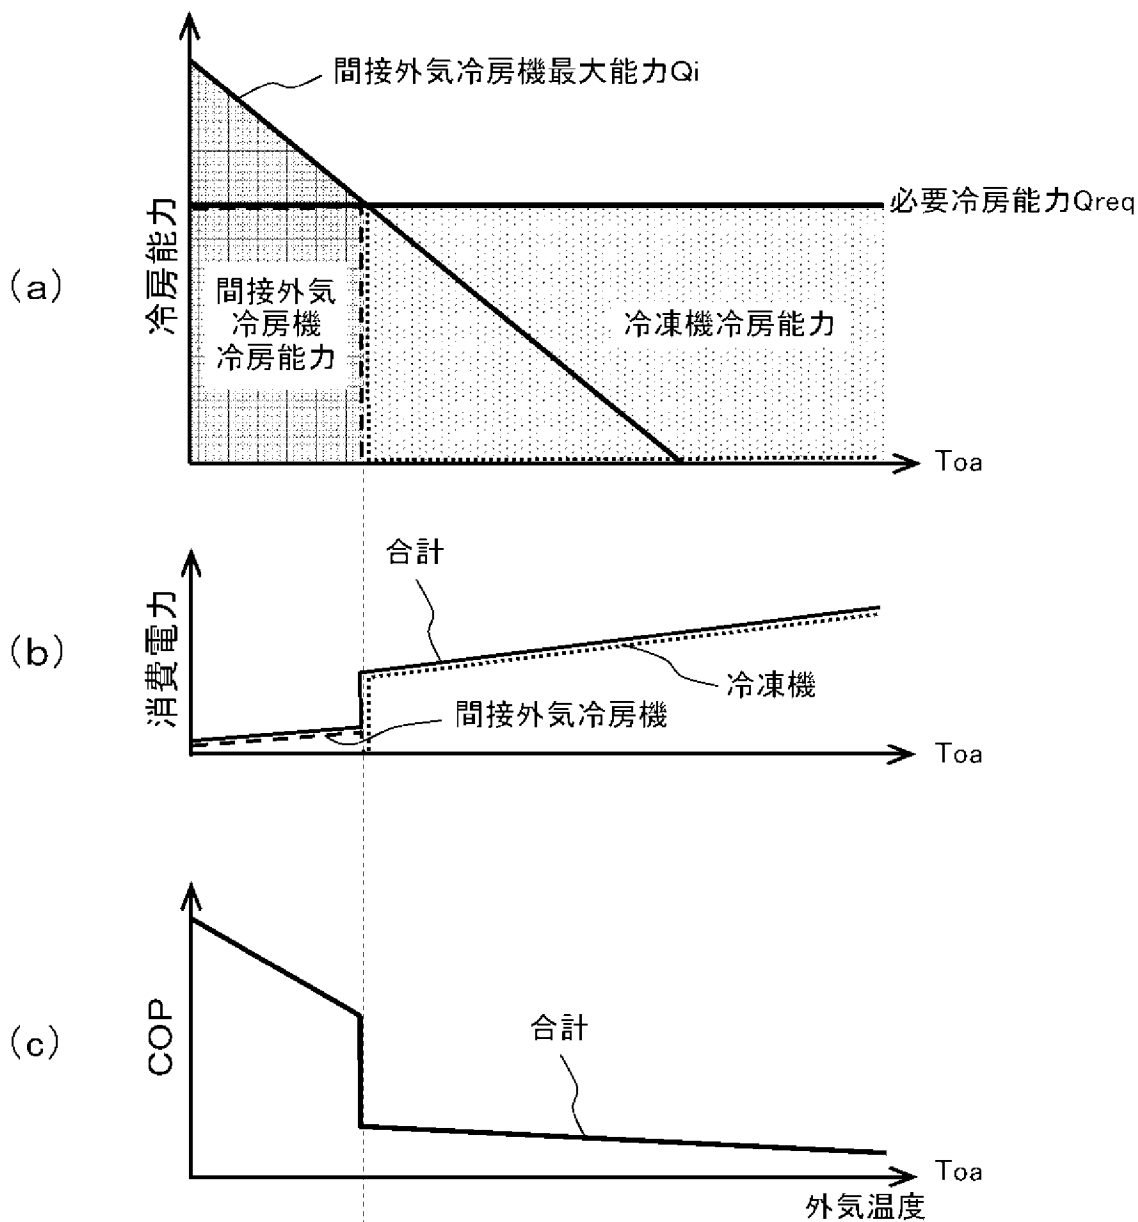 間接外気冷房機最大能力Qi
必要冷房能力Qreq
(a)
冷房能力
間接外気
冷房機
冷房能力
冷凍機冷房能力
Toa
合計
(b)
消費電力
冷凍機
間接外気冷房機
Toa
(c)
COP
合計
Toa
外気温度